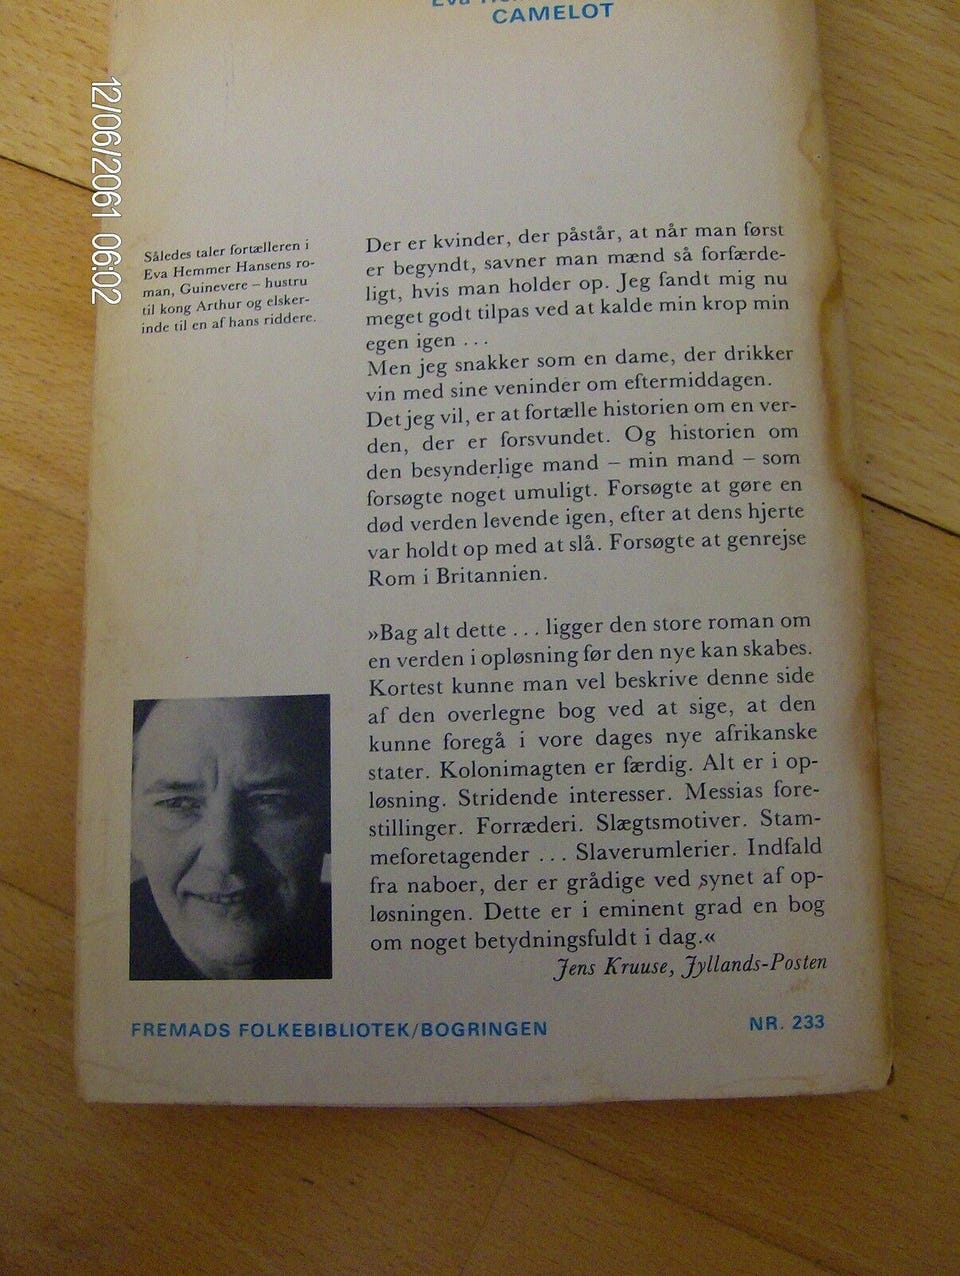 CAMELOT
12/06/2061 06:02
Således taler fortælleren i
Eva Hemmer Hansens ro-
man, Guinevere – hustru
til kong Arthur og elsker-
inde til en af hans riddere.
Der er kvinder, der påstår, at når man først
er begyndt, savner man mænd så forfærde-
ligt, hvis man holder op. Jeg fandt mig nu
meget godt tilpas ved at kalde min krop min
egen igen ...
Men jeg snakker som en dame, der drikker
vin med sine veninder om eftermiddagen.
Det jeg vil, er at fortælle historien om en ver-
den, der er forsvundet. Og historien om
den besynderlige mand – min mand – som
forsøgte noget umuligt. Forsøgte at gøre en
død verden levende igen, efter at dens hjerte
var holdt op med at slå. Forsøgte at genrejse
Rom i Britannien.
»Bag alt dette ... ligger den store roman om
en verden i opløsning før den nye kan skabes.
Kortest kunne man vel beskrive denne side
af den overlegne bog ved at sige, at den
kunne foregå i vore dages nye afrikanske
stater. Kolonimagten er færdig. Alt er i op-
løsning. Stridende interesser. Messias fore-
stillinger. Forræderi. Slægtsmotiver. Stam-
meforetagender ... Slaverumlerier. Indfald
fra naboer, der er grådige ved synet af op-
løsningen. Dette er i eminent grad en bog
om noget betydningsfuldt i dag.«
Jens Kruuse, Jyllands-Posten
FREMADS FOLKEBIBLIOTEK/BOGRINGEN
NR. 233